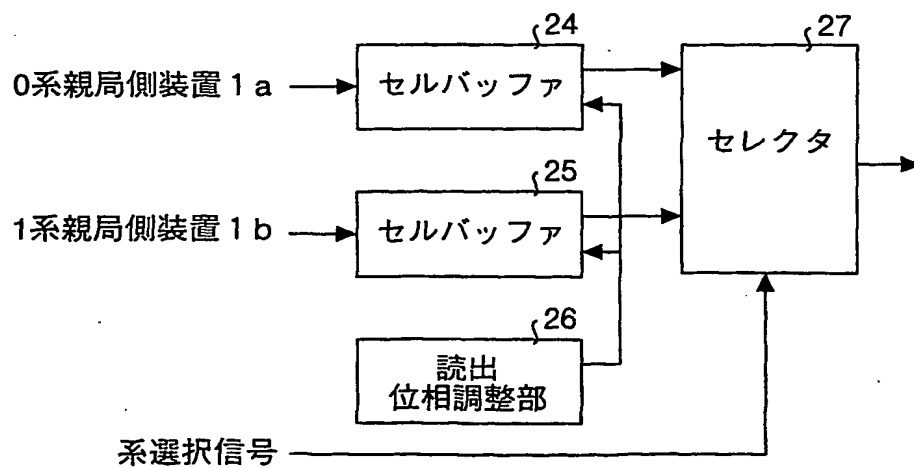 24
27
0系親局側装置1a
セルバッファ
セレクタ
25
1系親局側装置1b
セルバッファ
26
読出
位相調整部
系選択信号